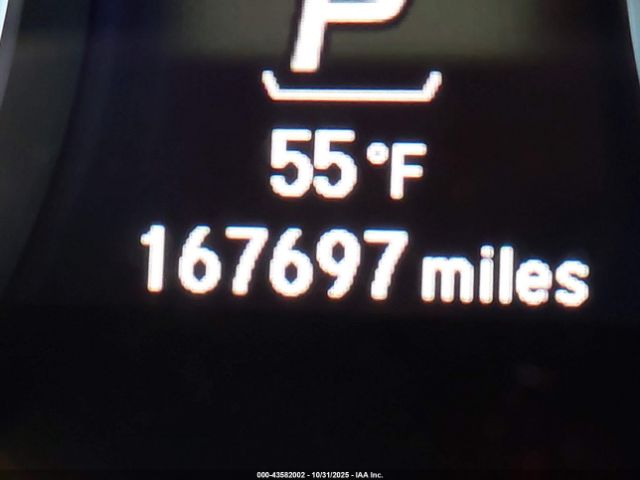 P
55°F
167697 miles
000-43582002 - 10/31/2025 - IAA Inc.